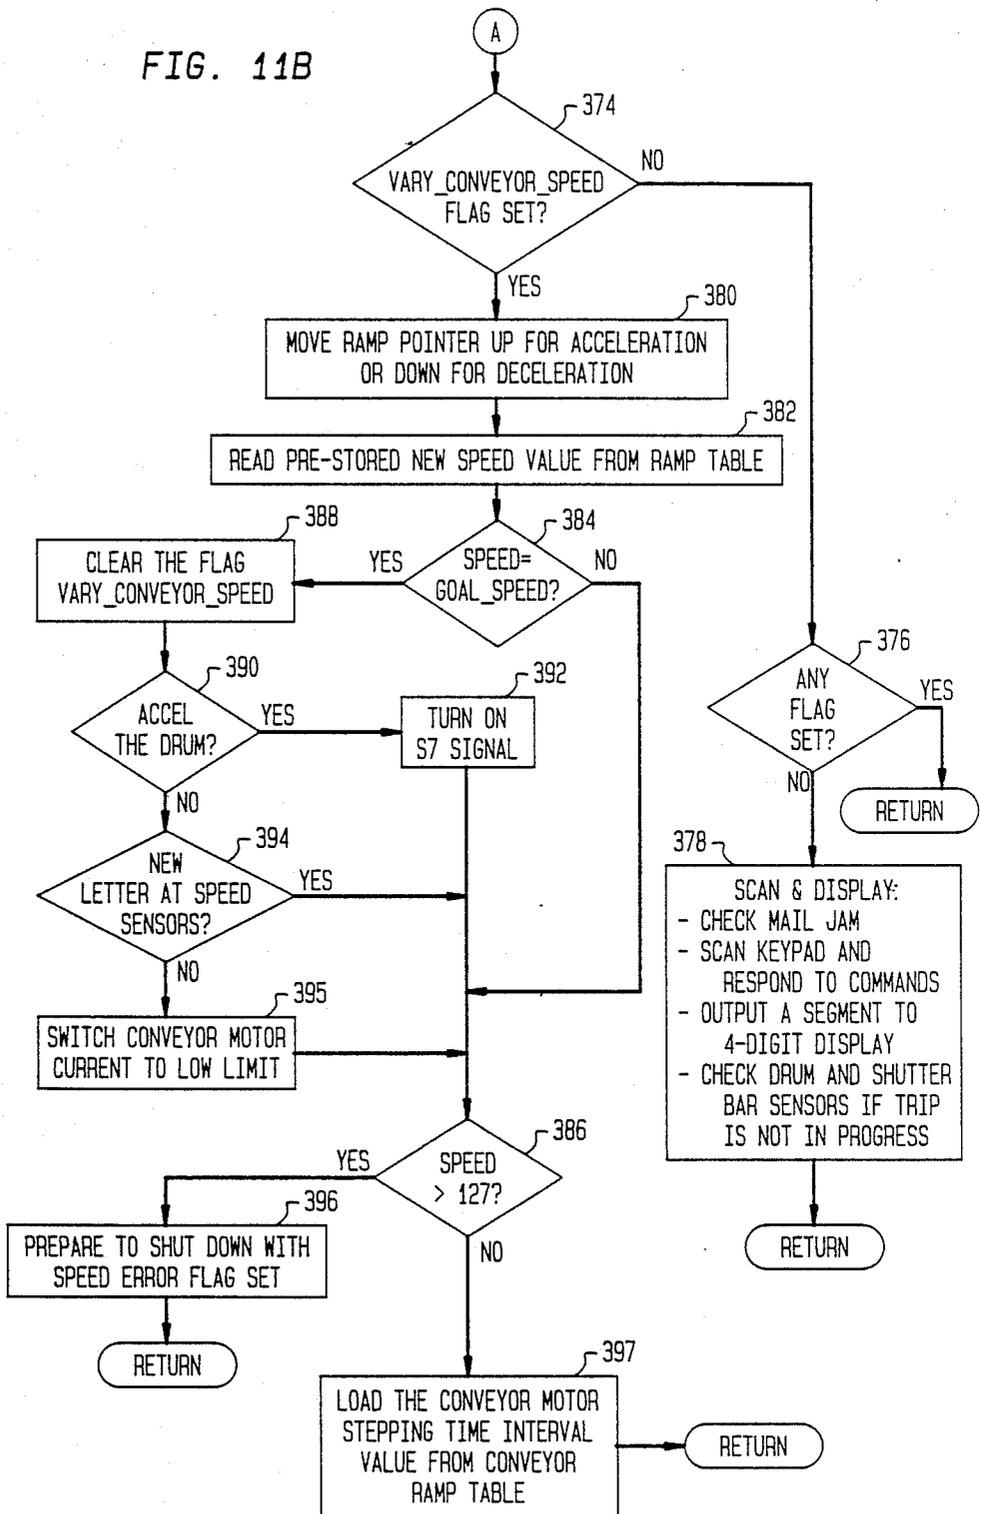 A
FIG. 11B
374
NO
VARY_CONVEYOR_SPEED
FLAG SET?
YES
380
MOVE RAMP POINTER UP FOR ACCELERATION
OR DOWN FOR DECELERATION
382
READ PRE-STORED NEW SPEED VALUE FROM RAMP TABLE
388
CLEAR THE FLAG
VARY_CONVEYOR_SPEED
YES
384
SPEED=
GOAL_SPEED?
NO
390
ACCEL
THE DRUM?
YES
392
TURN ON
S7 SIGNAL
376
ANY
FLAG
SET?
YES
RETURN
NO
NO
394
NEW
LETTER AT SPEED
SENSORS?
YES
NO
378
SCAN & DISPLAY:
- CHECK MAIL JAM
- SCAN KEYPAD AND
RESPOND TO COMMANDS
- OUTPUT A SEGMENT TO
4-DIGIT DISPLAY
- CHECK DRUM AND SHUTTER
BAR SENSORS IF TRIP
IS NOT IN PROGRESS
RETURN
395
SWITCH CONVEYOR MOTOR
CURRENT TO LOW LIMIT
386
SPEED
> 127?
YES
NO
396
PREPARE TO SHUT DOWN WITH
SPEED ERROR FLAG SET
RETURN
397
LOAD THE CONVEYOR MOTOR
STEPPING TIME INTERVAL
VALUE FROM CONVEYOR
RAMP TABLE
RETURN